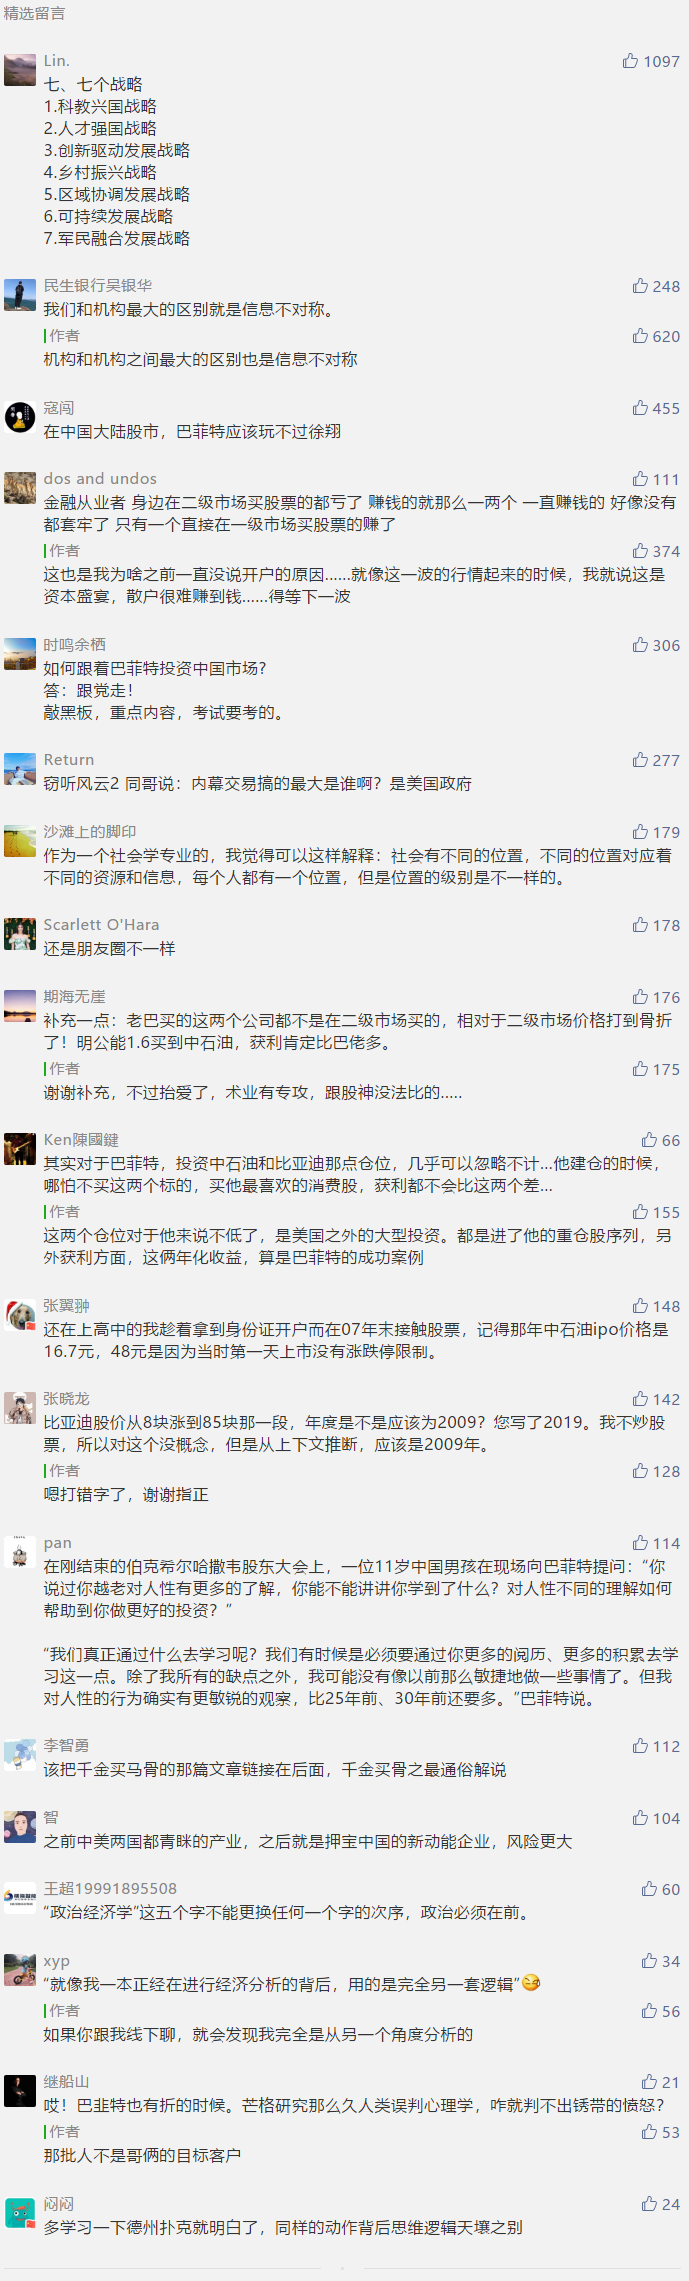 精选留言
Lin.
1097
七、七个战略
1.科教兴国战略
2.人才强国战略
3.创新驱动发展战略
4.乡村振兴战略
5.区域协调发展战略
6.可持续发展战略
7.军民融合发展战略
民生银行吴银华
248
我们和机构最大的区别就是信息不对称。
作者
620
机构和机构之间最大的区别也是信息不对称
寇闯
455
在中国大陆股市，巴菲特应该玩不过徐翔
dos and undos
111
金融从业者 身边在二级市场买股票的都亏了 赚钱的就那么一两个 一直赚钱的 好像没有
都套牢了 只有一个直接在一级市场买股票的赚了
作者
374
这也是我为啥之前一直没说开户的原因......就像这一波的行情起来的时候，我就说这是
资本盛宴，散户很难赚到钱......得等下一波
时鸣余栖
306
如何跟着巴菲特投资中国市场?
答：跟党走！
敲黑板，重点内容，考试要考的。
Return
277
窃听风云2 同哥说：内幕交易搞的最大是谁啊？是美国政府
沙滩上的脚印
179
作为一个社会学专业的，我觉得可以这样解释：社会有不同的位置，不同的位置对应着
不同的资源和信息，每个人都有一个位置，但是位置的级别是不一样的。
Scarlett O'Hara
178
还是朋友圈不一样
期海无崖
176
补充一点：老巴买的这两个公司都不是在二级市场买的，相对于二级市场价格打到骨折
了！明公能1.6买到中石油，获利肯定比巴佬多。
作者
175
谢谢补充，不过抬爱了，术业有专攻，跟股神没法比的.....
Ken陳國鍵
66
其实对于巴菲特，投资中石油和比亚迪那点仓位，几乎可以忽略不计...他建仓的时候，
哪怕不买这两个标的，买他最喜欢的消费股，获利都不会比这两个差...
作者
155
这两个仓位对于他来说不低了，是美国之外的大型投资。都是进了他的重仓股序列，另
外获利方面，这俩年化收益，算是巴菲特的成功案例
张翼翀
148
还在上高中的我趁着拿到身份证开户而在07年末接触股票，记得那年中石油ipo价格是
16.7元，48元是因为当时第一天上市没有涨跌停限制。
张晓龙
142
比亚迪股价从8块涨到85块那一段，年度是不是应该为2009？您写了2019。我不炒股
票，所以对这个没概念，但是从上下文推断，应该是2009年。
作者
128
嗯打错字了，谢谢指正
pan
114
在刚结束的伯克希尔哈撒韦股东大会上，一位11岁中国男孩在现场向巴菲特提问：“你
说过你越老对人性有更多的了解，你能不能讲讲你学到了什么？对人性不同的理解如何
帮助到你做更好的投资？”
“我们真正通过什么去学习呢？我们有时候是必须要通过你更多的阅历、更多的积累去学
习这一点。除了我所有的缺点之外，我可能没有像以前那么敏捷地做一些事情了。但我
对人性的行为确实有更敏锐的观察，比25年前、30年前还要多。”巴菲特说。
李智勇
112
该把千金买马骨的那篇文章链接在后面，千金买骨之最通俗解说
智
104
之前中美两国都青睐的产业，之后就是押宝中国的新动能企业，风险更大
王超19991895508
60
“政治经济学”这五个字不能更换任何一个字的次序，政治必须在前。
xyp
34
“就像我一本正经在进行经济分析的背后，用的是完全另一套逻辑”
作者
56
如果你跟我线下聊，就会发现我完全是从另一个角度分析的
继船山
21
哎！巴韭特也有折的时候。芒格研究那么久人类误判心理学，咋就判不出锈带的愤怒？
作者
53
那批人不是哥俩的目标客户
闷闷
24
多学习一下德州扑克就明白了，同样的动作背后思维逻辑天壤之别